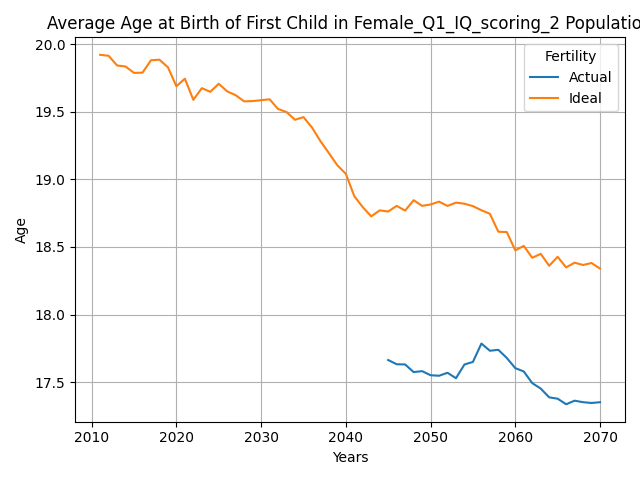 Average Age at Birth of First Child in Female_Q1_IQ_scoring_2 Populatio
20.0
19.5
19.0
18.5
18.0
17.5
Age
Fertility
Actual
Ideal
2010 2020 2030 2040 2050 2060 2070
Years